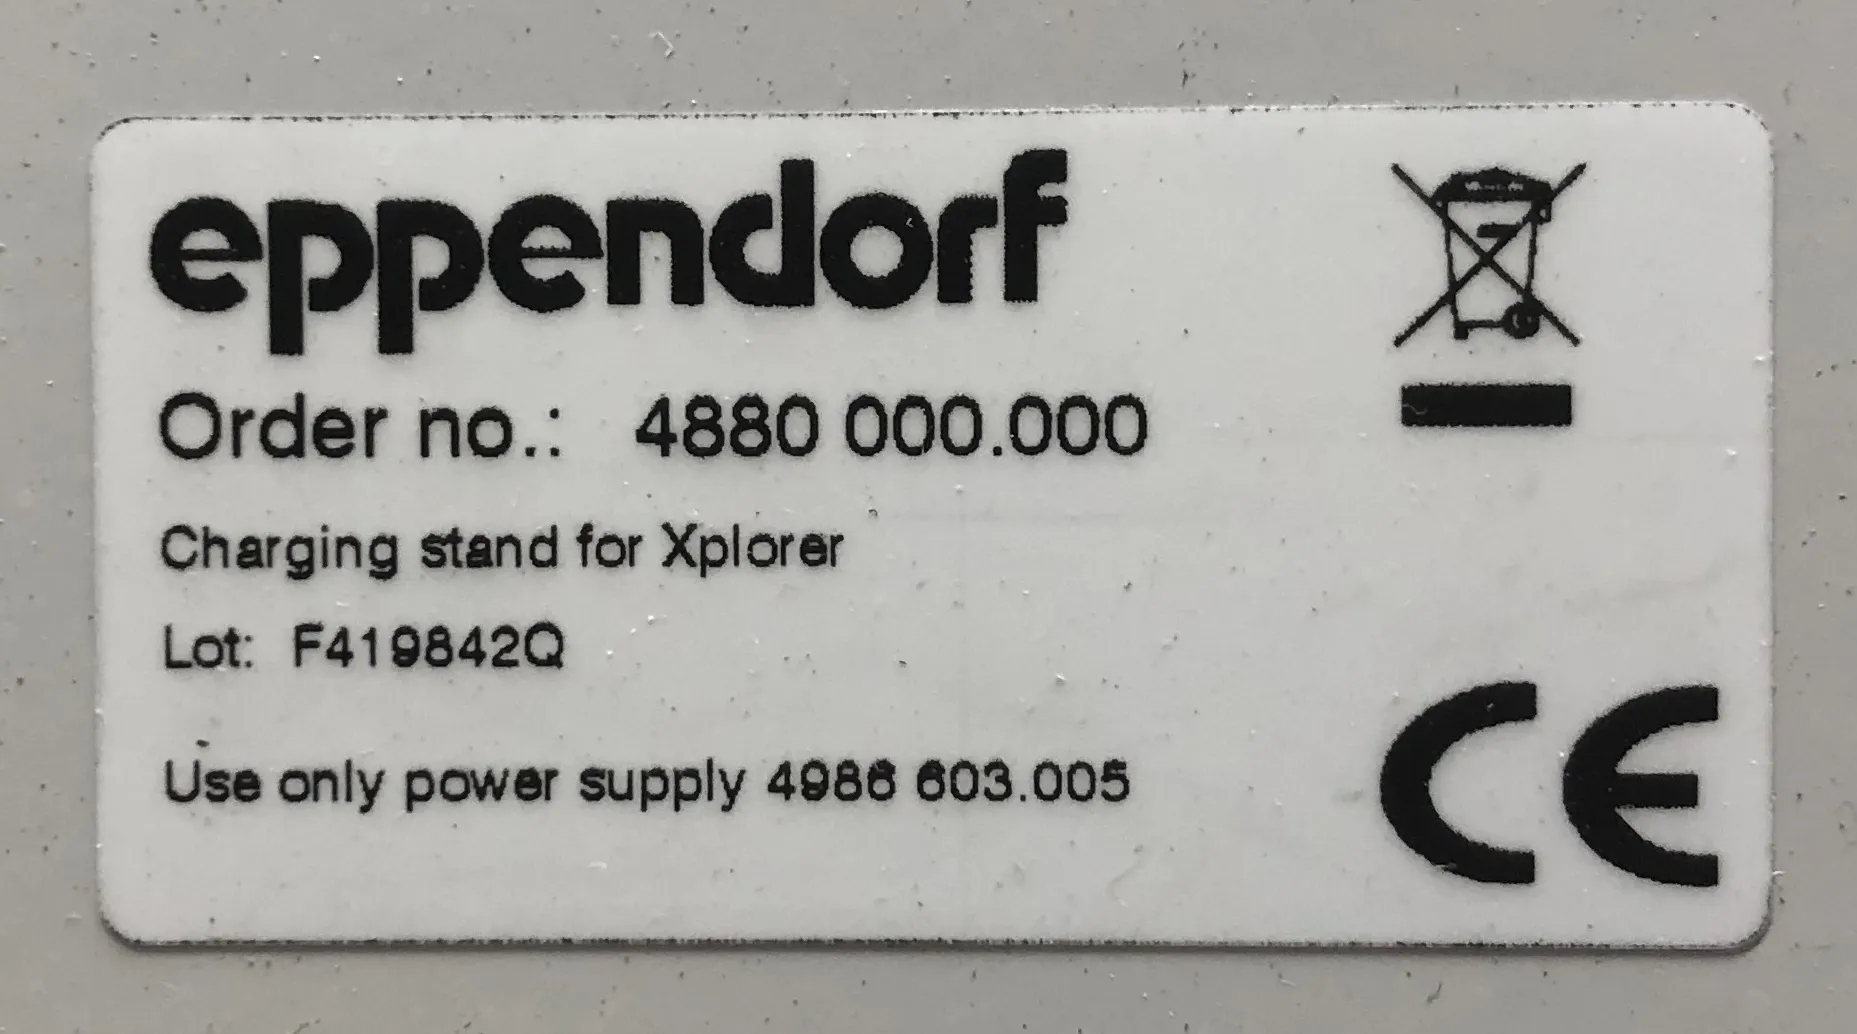 eppendorf
Order no.: 4880 000.000
Charging stand for Xplorer
Lot: F419842Q
Use only power supply 4986 603.005
CE